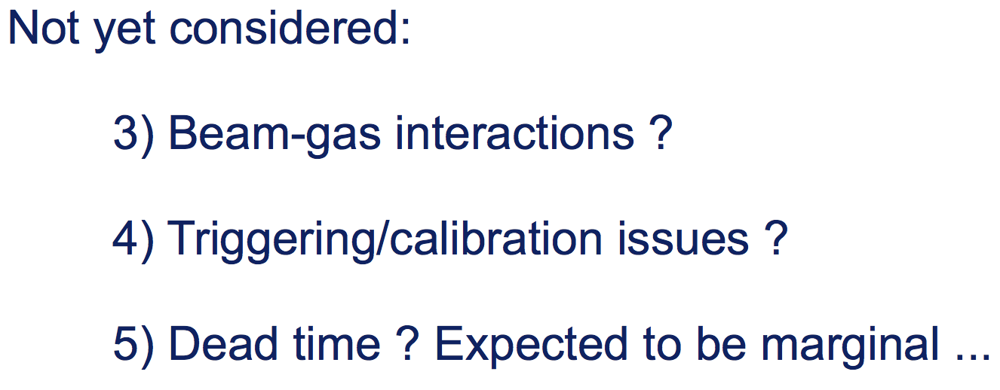 Not yet considered:
3) Beam-gas interactions ?
4) Triggering/calibration issues ?
5) Dead time ? Expected to be marginal ...